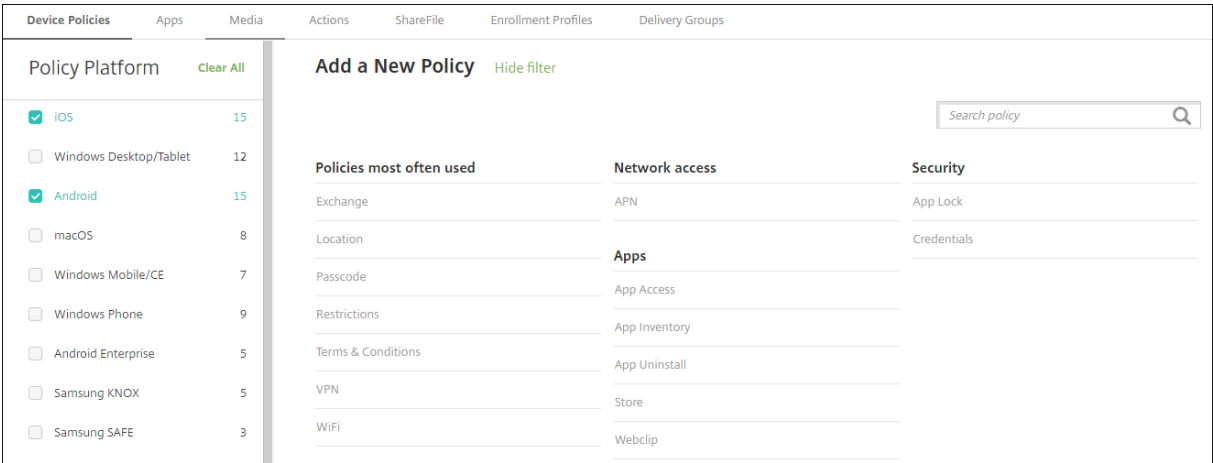 Device Policies Apps Media Actions ShareFile Enrollment Profiles Delivery Groups
Policy Platform Clear All
iOS 15
Windows Desktop/Tablet 12
Android 15
macOS 8
Windows Mobile/CE 7
Windows Phone 9
Android Enterprise 5
Samsung KNOX 5
Samsung SAFE 3
Add a New Policy Hide filter
Search policy
Policies most often used
Exchange
Location
Passcode
Restrictions
Terms & Conditions
VPN
WiFi
Network access
APN
Apps
App Access
App Inventory
App Uninstall
Store
Webclip
Security
App Lock
Credentials